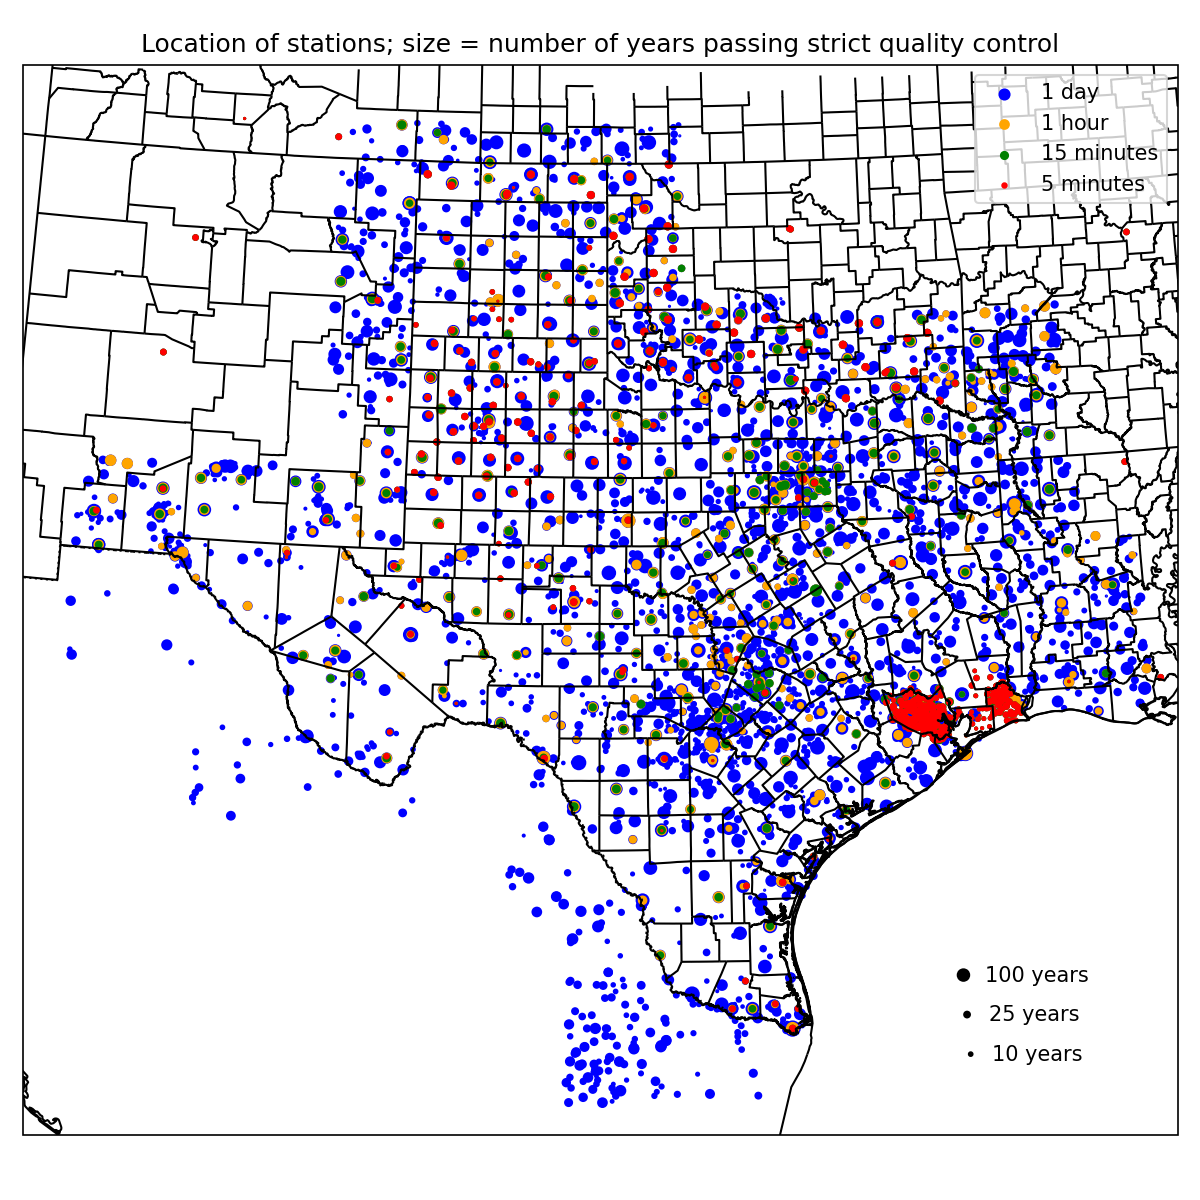 Location of stations; size = number of years passing strict quality control
1 day
1 hour
15 minutes
5 minutes
100 years
25 years
10 years